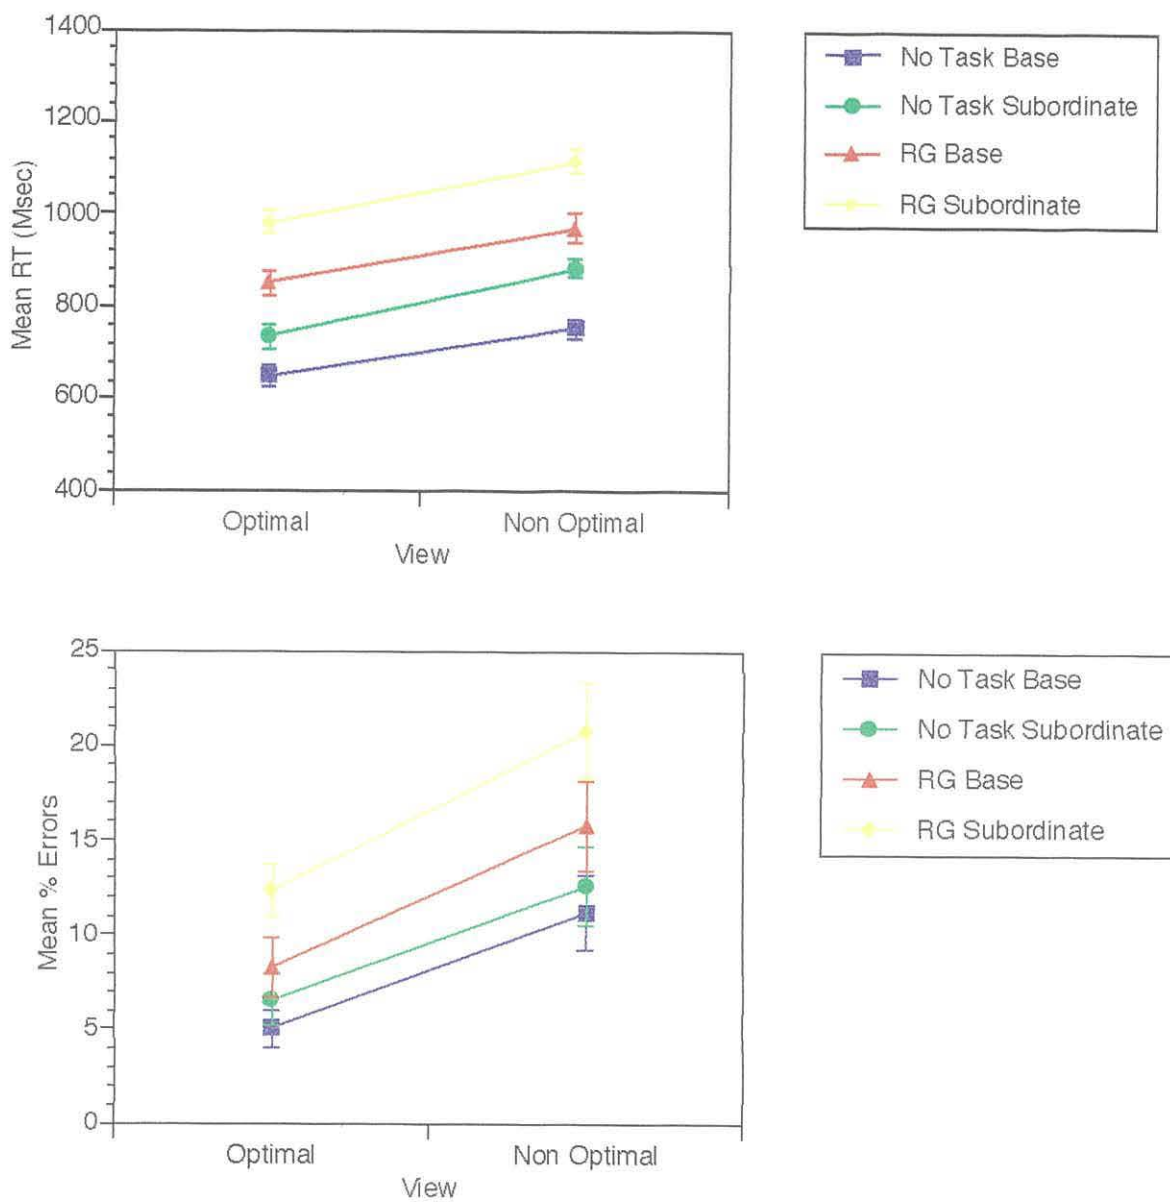 1400
1200
1000
800
600
400
Mean RT (Msec)
Optimal
Non Optimal
View
No Task Base
No Task Subordinate
RG Base
RG Subordinate
25
20
15
10
5
0
Mean % Errors
Optimal
Non Optimal
View
No Task Base
No Task Subordinate
RG Base
RG Subordinate